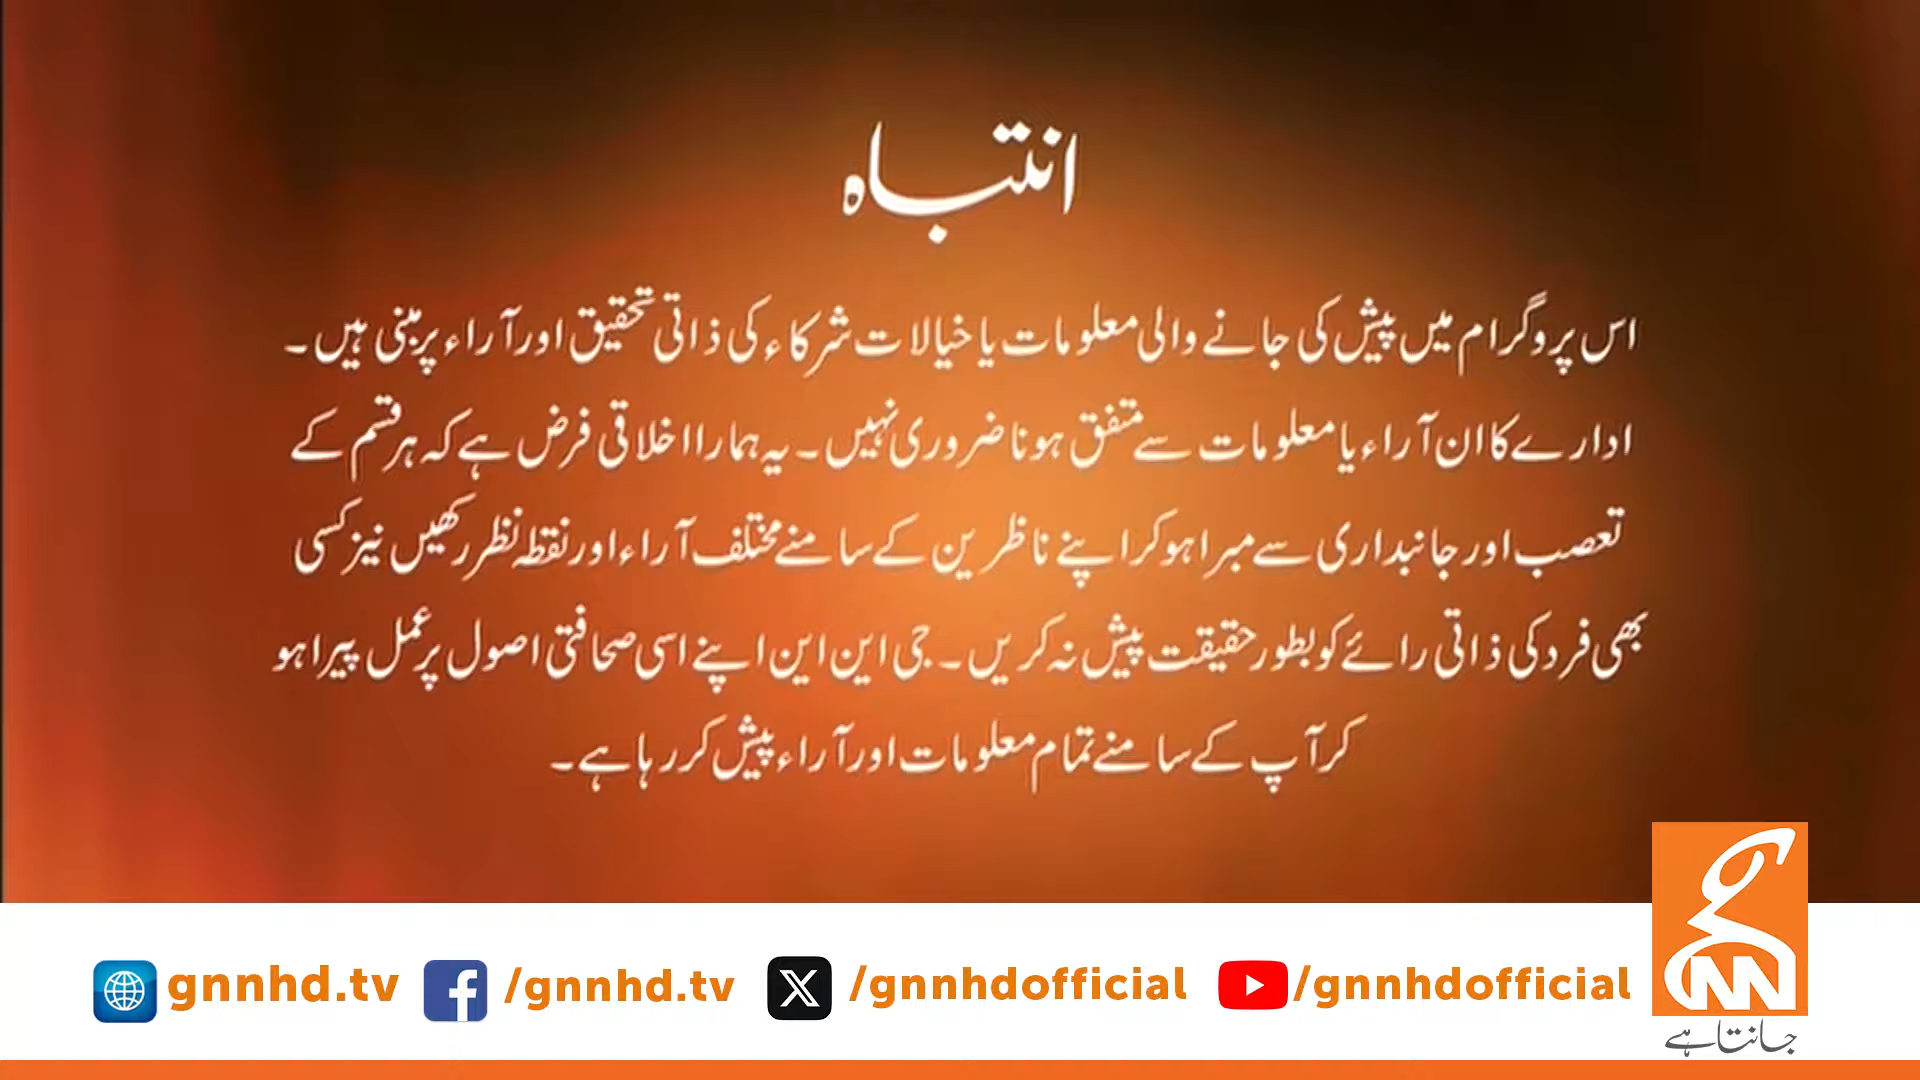 انتباہ
اس پروگرام میں پیش کی جانے والی معلومات یا خیالات شرکاء کی ذاتی تحقیق اور آراء پر مبنی ہیں۔
ادارے کا ان آراء یا معلومات سے متفق ہونا ضروری نہیں۔ یہ ہمارا اخلاقی فرض ہے کہ ہر قسم کے
تعصب اور جانبداری سے مبرا ہو کر اپنے ناظرین کے سامنے مختلف آراء اور نقطہ نظر رکھیں نیز کسی
بھی فرد کی ذاتی رائے کو بطور حقیقت پیش نہ کریں۔ جی این این اپنے اسی صحافتی اصول پر عمل پیرا ہو
کر آپ کے سامنے تمام معلومات اور آراء پیش کر رہا ہے۔
gnnhd.tv /gnnhd.tv /gnnhdofficial /gnnhdofficial
GNN
جانتا ہے